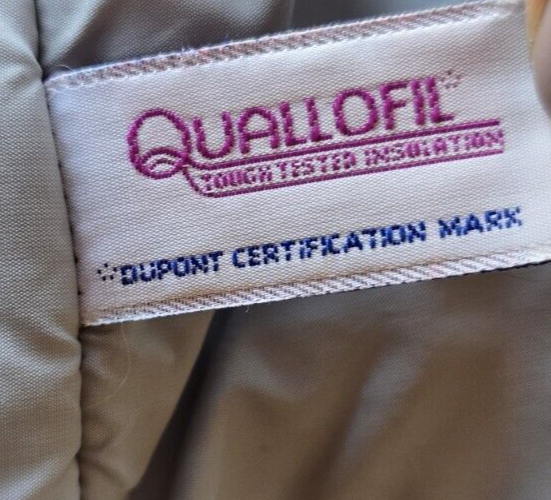 QUALLOFIL
TOUGH TESTED INSULATION
DUPONT CERTIFICATION MARK